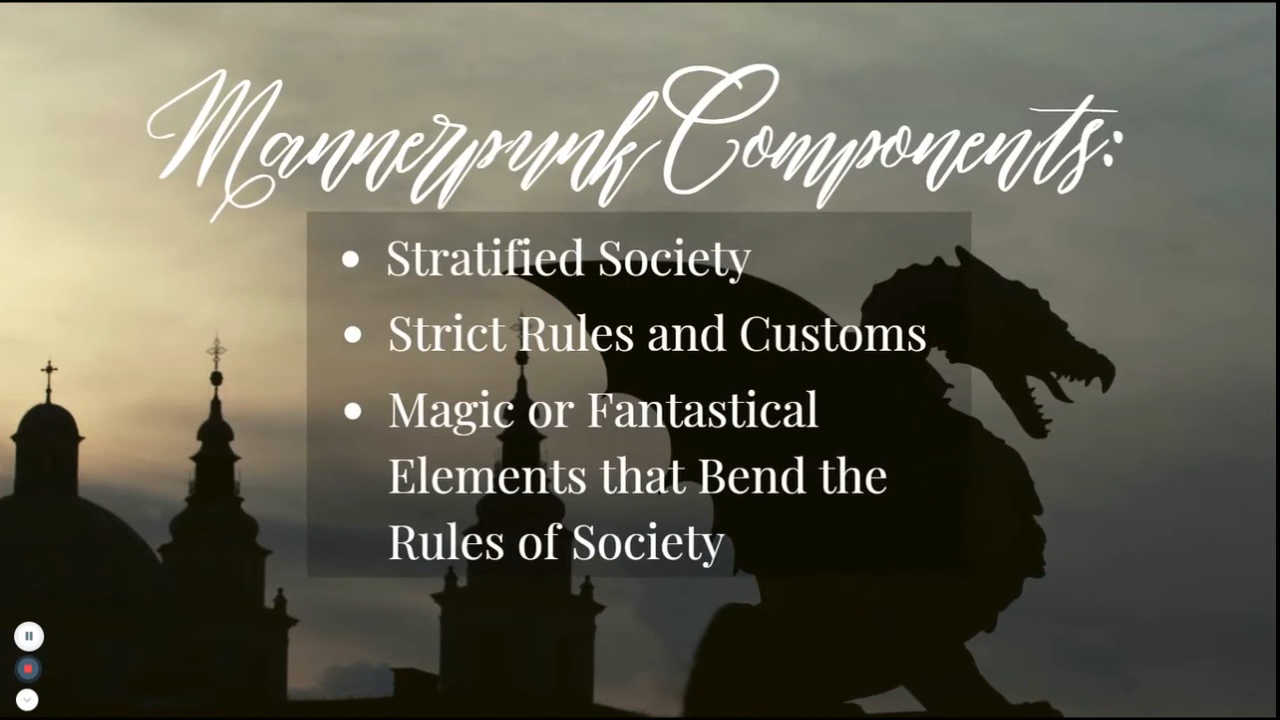 Mannerpunk Components:
• Stratified Society
• Strict Rules and Customs
• Magic or Fantastical
Elements that Bend the
Rules of Society